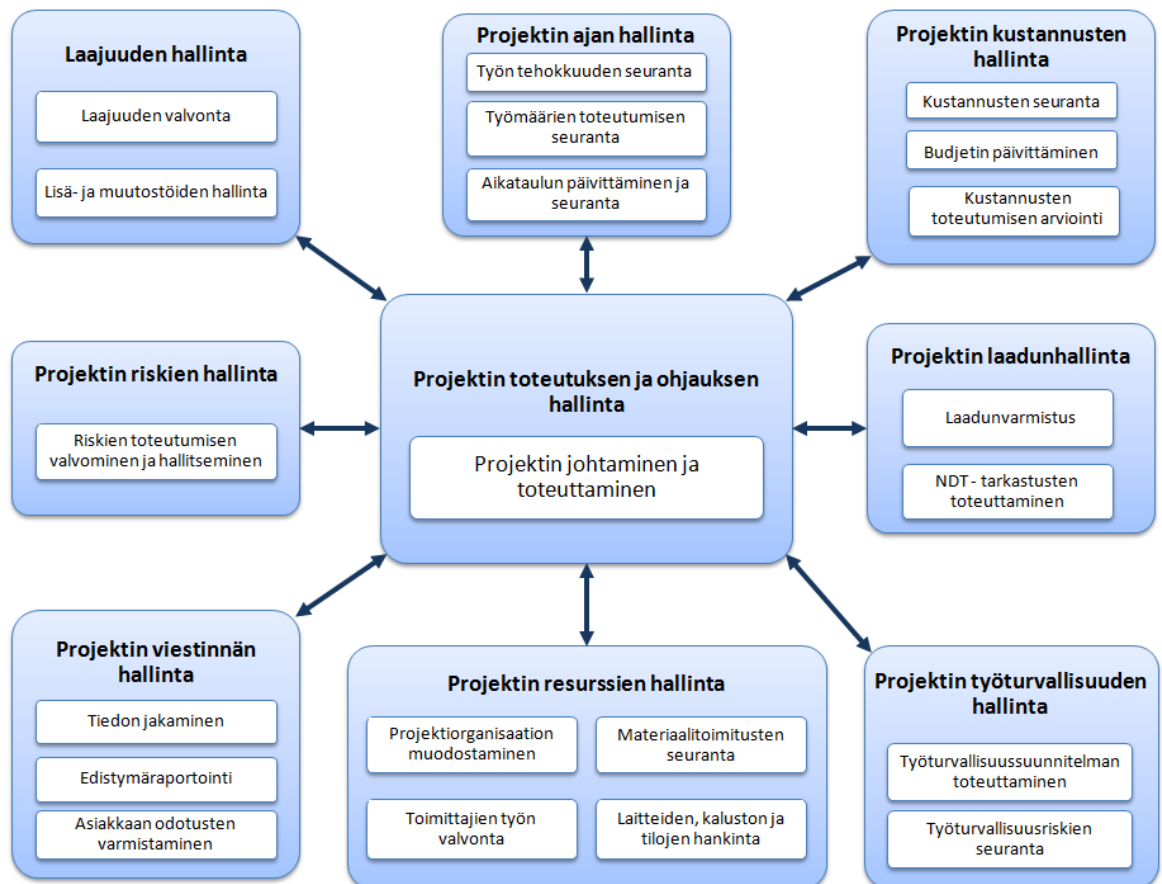 Laajuuden hallinta
Laajuuden valvonta
Lisä- ja muutostöiden hallinta
Projektin ajan hallinta
Työn tehokkuuden seuranta
Työmäärien toteutumisen
seuranta
Aikataulun päivittäminen ja
seuranta
Projektin kustannusten
hallinta
Kustannusten seuranta
Budjetin päivittäminen
Kustannusten
toteutumisen arviointi
Projektin riskien hallinta
Riskien toteutumisen
valvominen ja hallitseminen
Projektin toteutuksen ja ohjauksen
hallinta
Projektin johtaminen ja
toteuttaminen
Projektin laadunhallinta
Laadunvarmistus
NDT - tarkastusten
toteuttaminen
Projektin viestinnän
hallinta
Tiedon jakaminen
Edistymäraportointi
Asiakkaan odotusten
varmistaminen
Projektin resurssien hallinta
Projektiorganisaation
muodostaminen
Materiaalitoimitusten
seuranta
Toimittajien työn
valvonta
Laitteiden, kaluston ja
tilojen hankinta
Projektin työturvallisuuden
hallinta
Työturvallisuussuunnitelman
toteuttaminen
Työturvallisuusriskien
seuranta